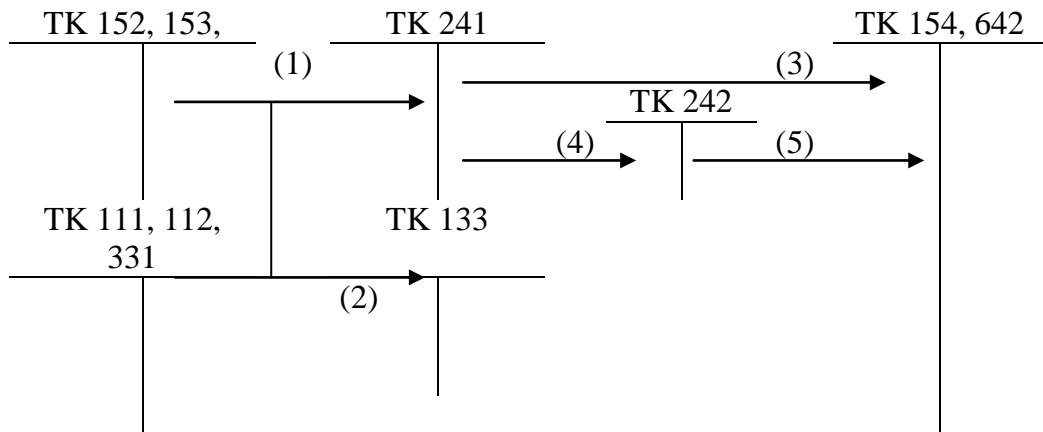 TK 152, 153,
TK 241
TK 154, 642
(1)
(3)
TK 242
(4)
(5)
TK 111, 112,
331
TK 133
(2)